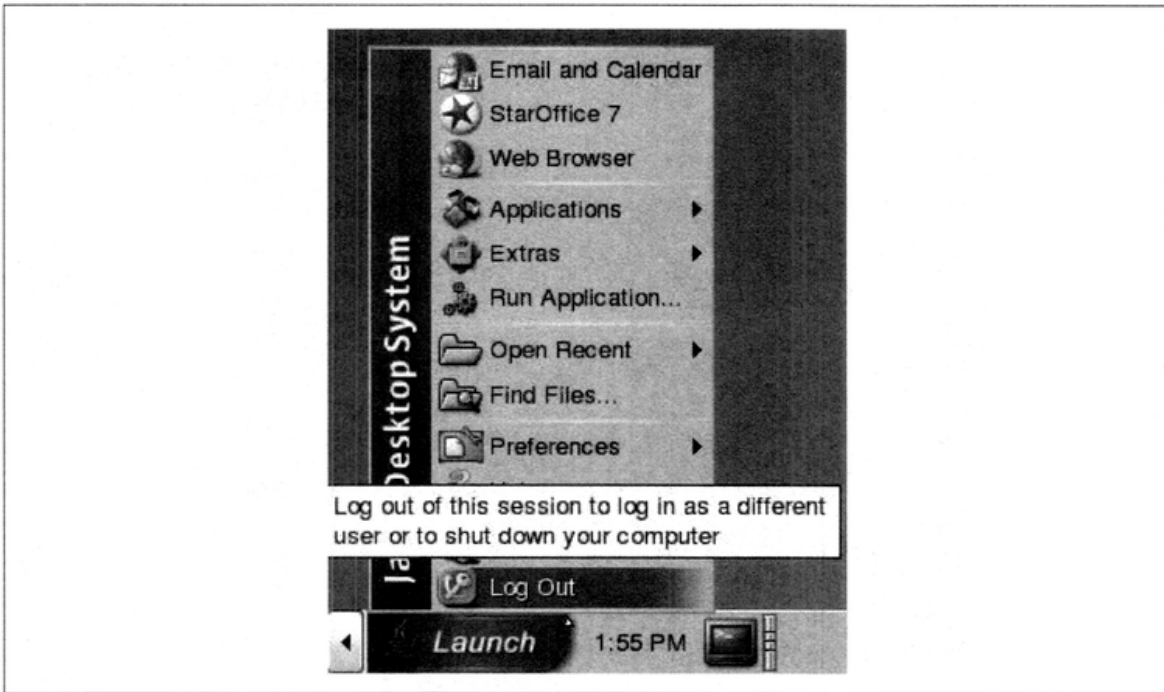 Email and Calendar
StarOffice 7
Web Browser
Applications
Extras
Run Application...
Open Recent
Find Files...
Preferences
Log out of this session to log in as a different
user or to shut down your computer
Log Out
Desktop System
Launch
1:55 PM